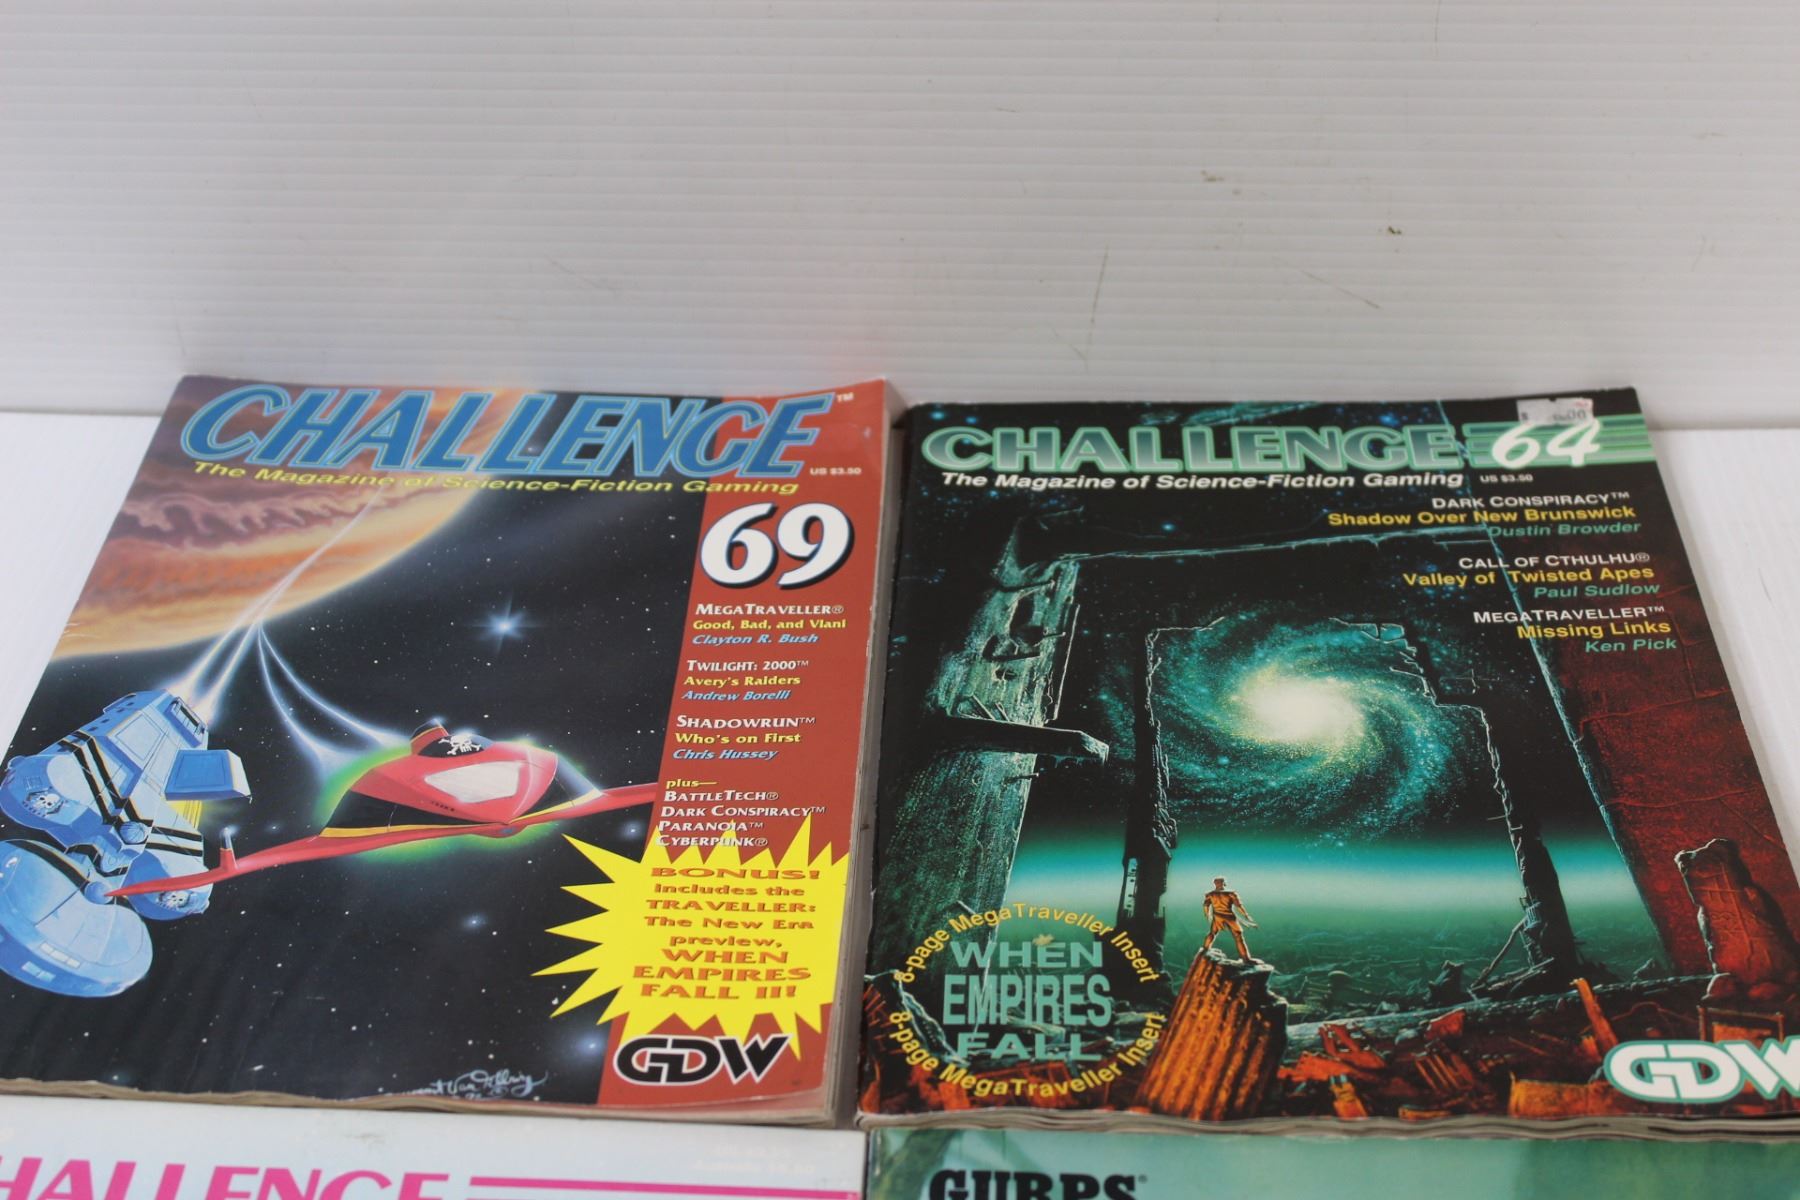 CHALLENGE™
The Magazine of Science-Fiction Gaming
US $3.50
69
MEGATRAVELLER®
Good, Bad, and Vlani
Clayton R. Bush
TWILIGHT: 2000™
Avery's Raiders
Andrew Borelli
SHADOWRUN™
Who's on First
Chris Hussey
plus—
BATTLETECH®
DARK CONSPIRACY™
PARANOIA™
CYBERPUNK®
BONUS!
Includes the
TRAVELLER:
The New Era
preview,
WHEN
EMPIRES
FALL II!
GDW
CHALLENGE 64
The Magazine of Science-Fiction Gaming
US $3.50
DARK CONSPIRACY™
Shadow Over New Brunswick
Dustin Browder
CALL OF CTHULHU®
Valley of Twisted Apes
Paul Sudlow
MEGATRAVELLER™
Missing Links
Ken Pick
8-page MegaTraveller Insert
WHEN
EMPIRES
FALL
8-page MegaTraveller Insert
GDW
HALLENGE
GURPS®